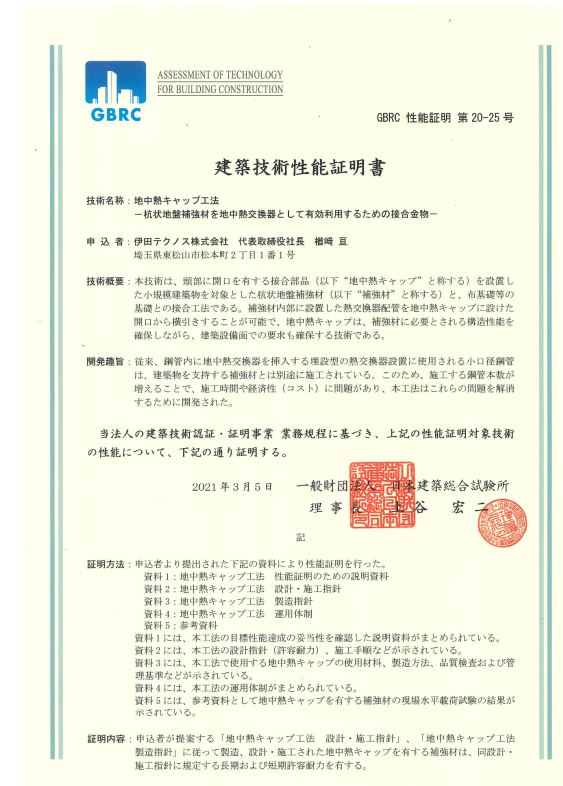 GBRC
ASSESSMENT OF TECHNOLOGY
FOR BUILDING CONSTRUCTION
GBRC 性能証明 第20-25号
建築技術性能証明書
技術名称：地中熱キャップ工法
－杭状地盤補強材を地中熱交換器として有効利用するための接合金物－
申込者：伊田テクノス株式会社 代表取締役社長 楢﨑 亘
埼玉県東松山市松本町2丁目1番1号
技術概要：本技術は、頭部に開口を有する接合部品（以下“地中熱キャップ”と称する）を設置し
た小規模建築物を対象とした杭状地盤補強材（以下“補強材”と称する）と、布基礎等の
基礎との接合工法である。補強材内部に設置した熱交換器配管を地中熱キャップに設けた
開口から横引きすることが可能で、地中熱キャップは、補強材に必要とされる構造性能を
確保しながら、建築設備面での要求も確保する技術である。
開発趣旨：従来、鋼管内に地中熱交換器を挿入する埋設型の熱交換器設置に使用される小口径鋼管
は、建築物を支持する補強材とは別途に施工されている。このため、施工する鋼管本数が
増えることで、施工時間や経済性（コスト）に問題があり、本工法はこれらの問題を解消
するために開発された。
当法人の建築技術認証・証明事業 業務規程に基づき、上記の性能証明対象技術
の性能について、下記の通り証明する。
2021年3月5日 一般財団法人 日本建築総合試験所
理事長 上谷 宏二
記
証明方法：申込者より提出された下記の資料により性能証明を行った。
資料1：地中熱キャップ工法 性能証明のための説明資料
資料2：地中熱キャップ工法 設計・施工指針
資料3：地中熱キャップ工法 製造指針
資料4：地中熱キャップ工法 運用体制
資料5：参考資料
資料1には、本工法の目標性能達成の妥当性を確認した説明資料がまとめられている。
資料2には、本工法の設計指針（許容耐力）、施工手順などが示されている。
資料3には、本工法で使用する地中熱キャップの使用材料、製造方法、品質検査および管
理基準などが示されている。
資料4には、本工法の運用体制がまとめられている。
資料5には、参考資料として地中熱キャップを有する補強材の現場水平載荷試験の結果が
示されている。
証明内容：申込者が提案する「地中熱キャップ工法 設計・施工指針」、「地中熱キャップ工法
製造指針」に従って製造、設計・施工された地中熱キャップを有する補強材は、同設計・
施工指針に規定する長期および短期許容耐力を有する。